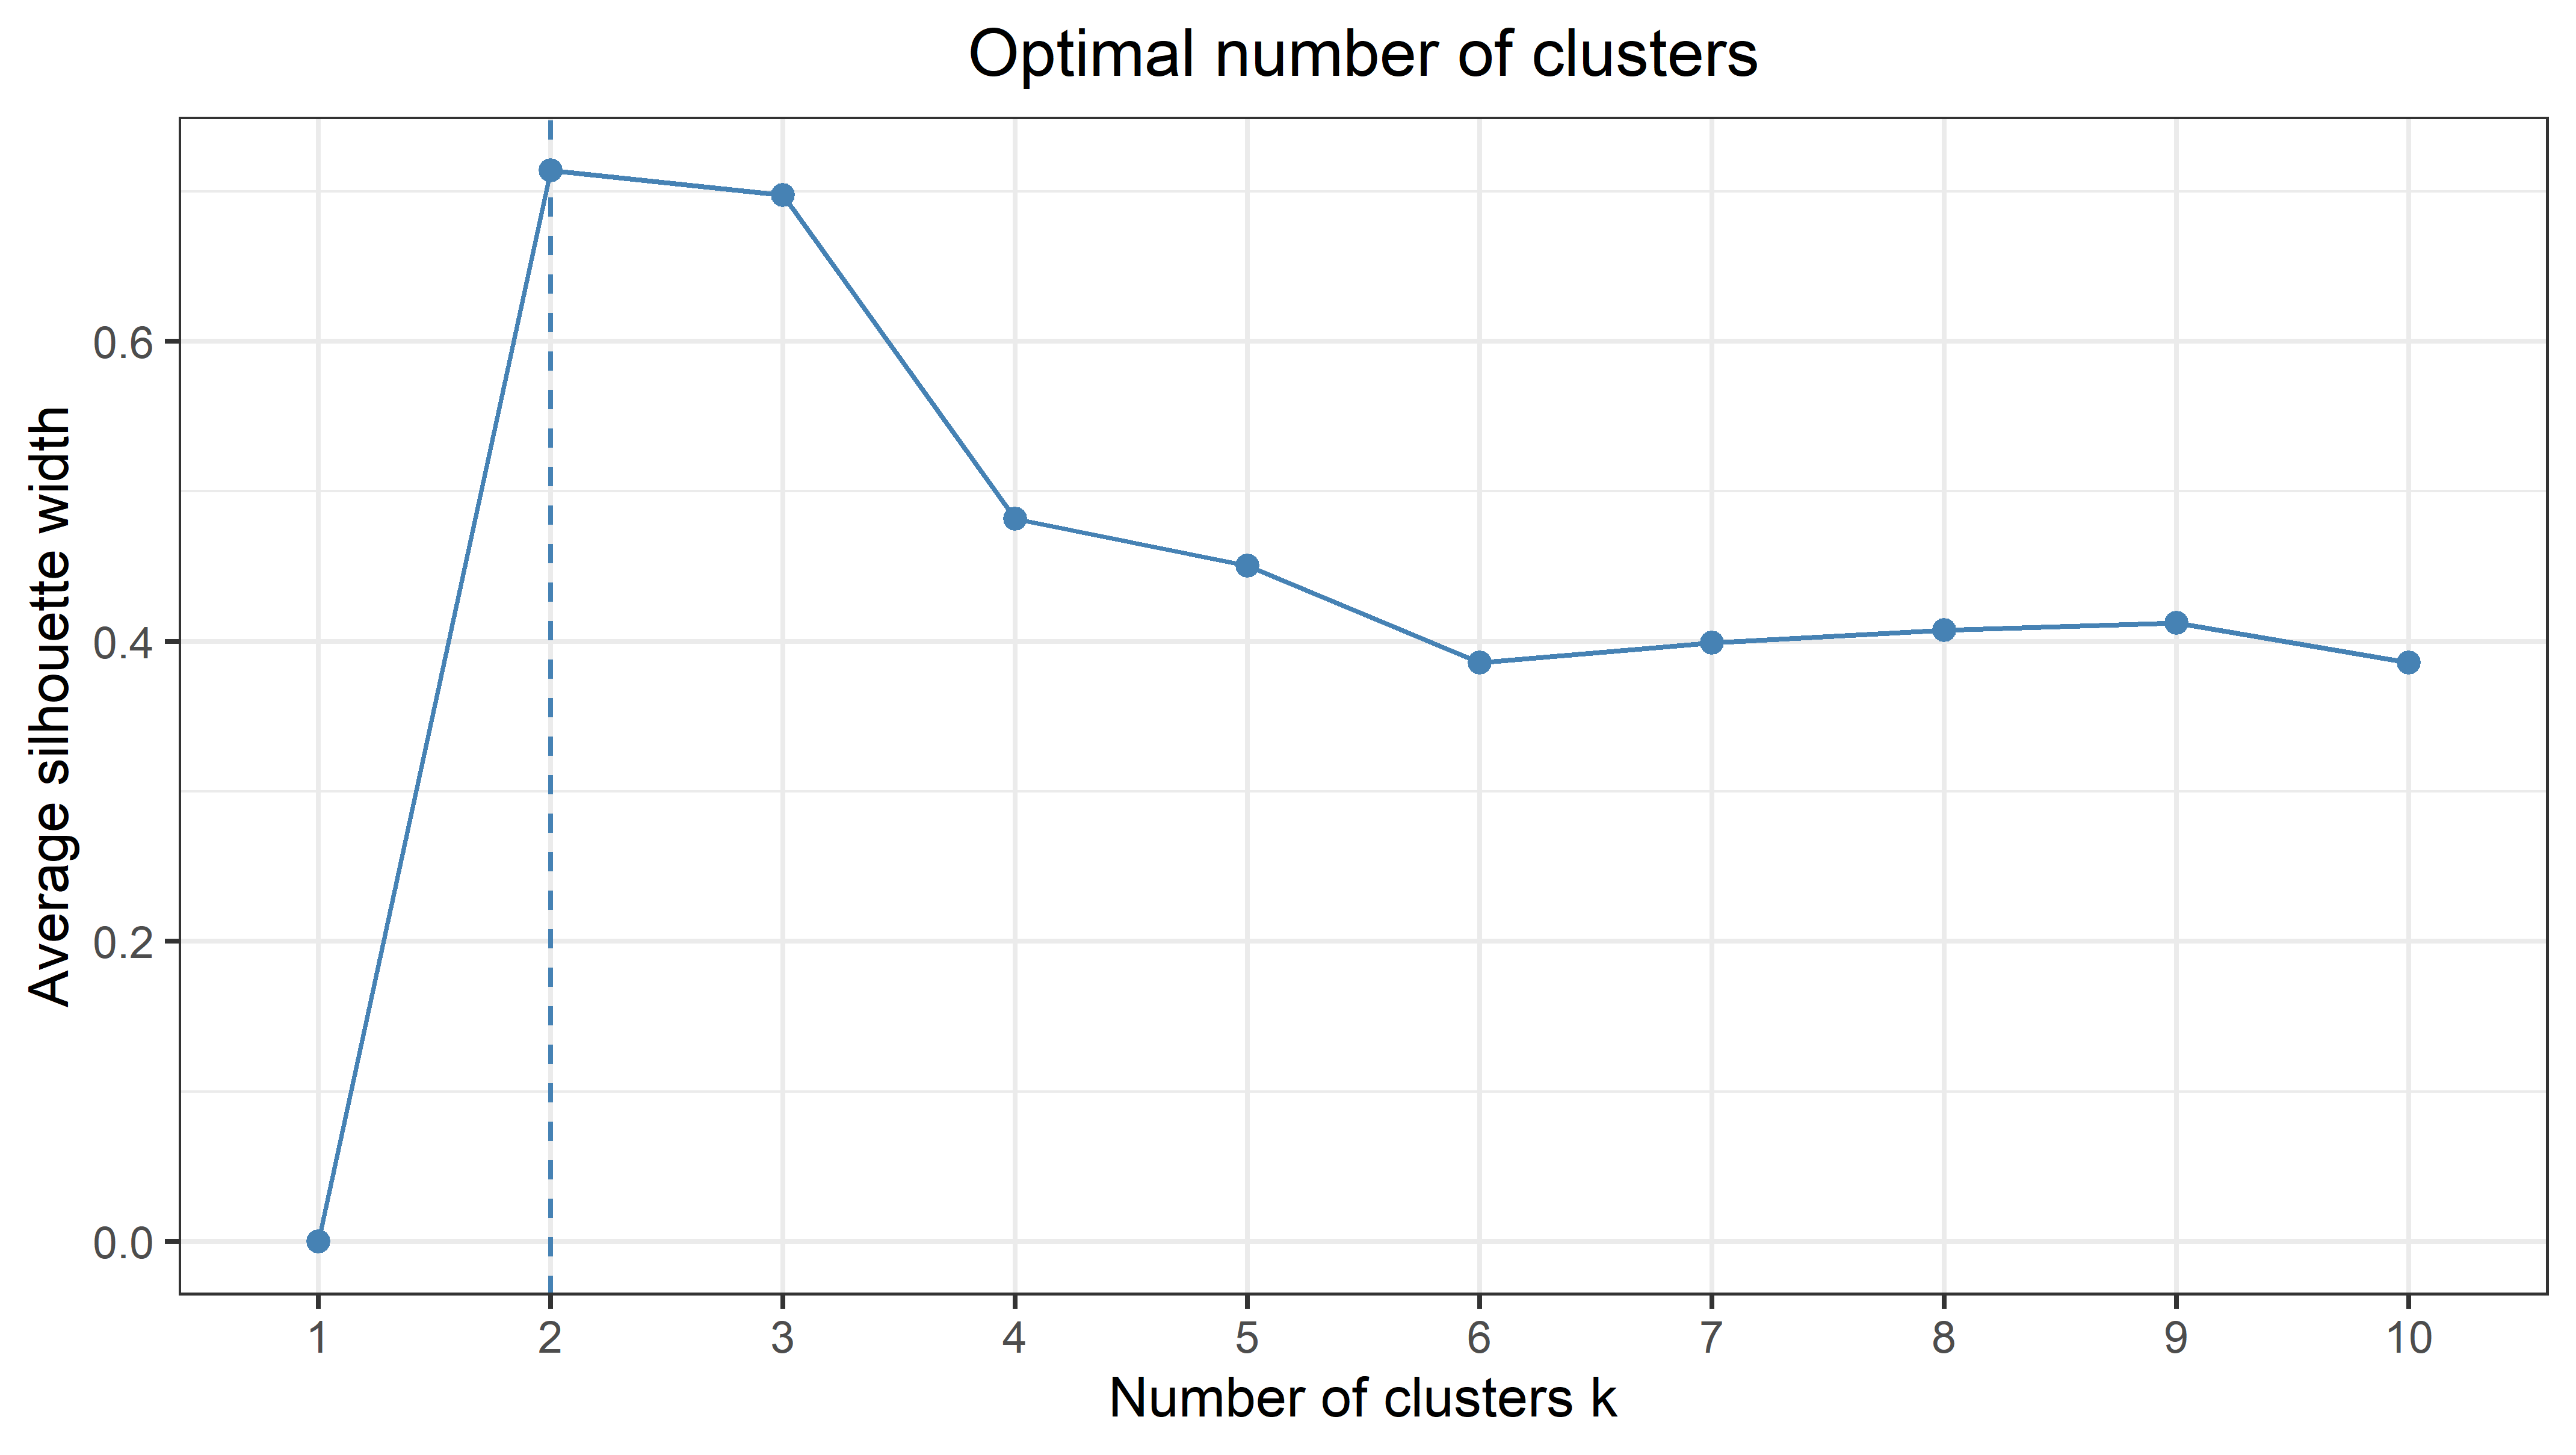 Optimal number of clusters
Average silhouette width
0.6
0.4
0.2
0.0
1 2 3 4 5 6 7 8 9 10
Number of clusters k